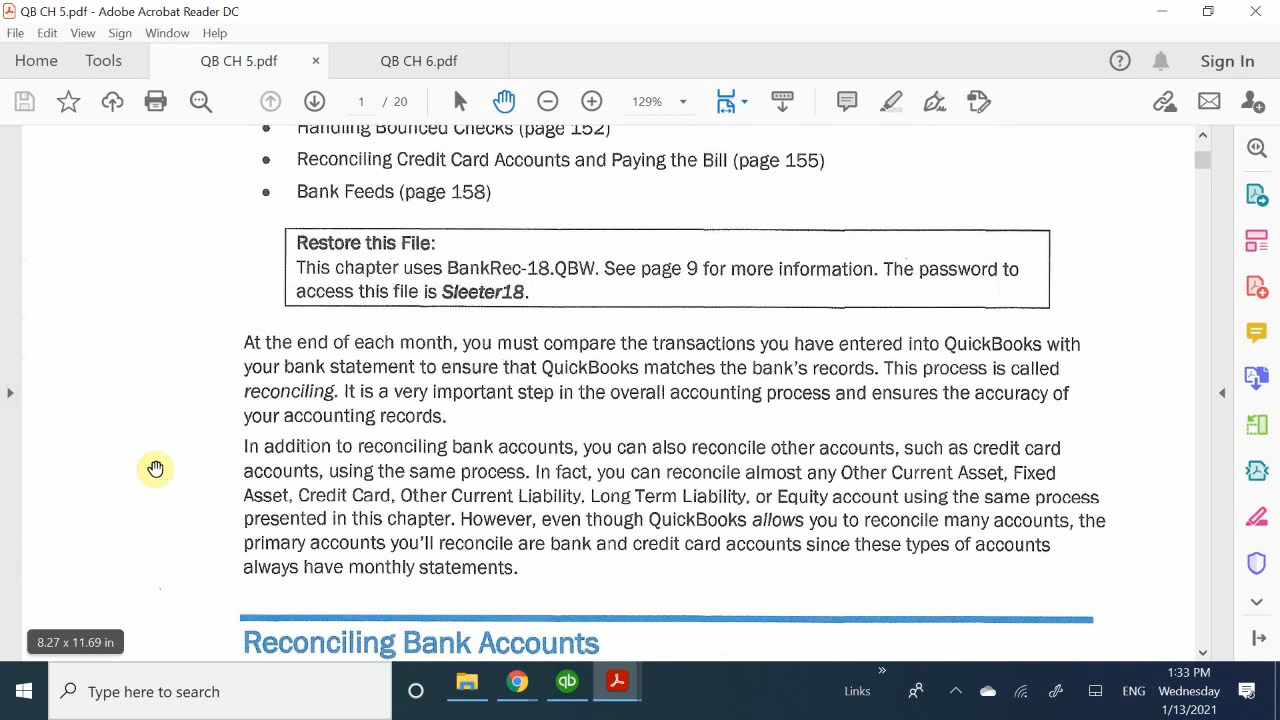 QB CH 5.pdf - Adobe Acrobat Reader DC
File Edit View Sign Window Help
Home Tools QB CH 5.pdf × QB CH 6.pdf Sign In
1 / 20 129%
• Handling Bounced Checks (page 152)
• Reconciling Credit Card Accounts and Paying the Bill (page 155)
• Bank Feeds (page 158)
Restore this File:
This chapter uses BankRec-18.QBW. See page 9 for more information. The password to
access this file is Sleeter18.
At the end of each month, you must compare the transactions you have entered into QuickBooks with
your bank statement to ensure that QuickBooks matches the bank's records. This process is called
reconciling. It is a very important step in the overall accounting process and ensures the accuracy of
your accounting records.
In addition to reconciling bank accounts, you can also reconcile other accounts, such as credit card
accounts, using the same process. In fact, you can reconcile almost any Other Current Asset, Fixed
Asset, Credit Card, Other Current Liability, Long Term Liability, or Equity account using the same process
presented in this chapter. However, even though QuickBooks allows you to reconcile many accounts, the
primary accounts you'll reconcile are bank and credit card accounts since these types of accounts
always have monthly statements.
Reconciling Bank Accounts
8.27 x 11.69 in
Type here to search
qb
Links
»
ENG
1:33 PM
Wednesday
1/13/2021